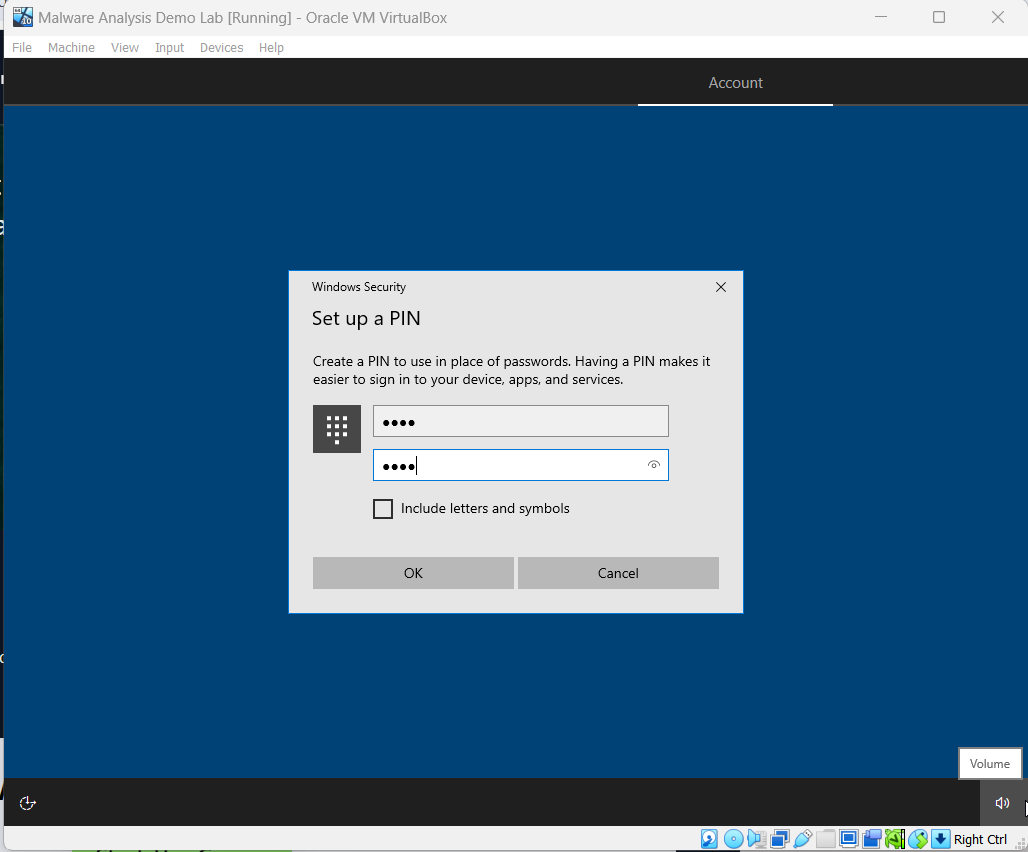 Malware Analysis Demo Lab [Running] - Oracle VM VirtualBox
File Machine View Input Devices Help
Account
Windows Security
Set up a PIN
Create a PIN to use in place of passwords. Having a PIN makes it
easier to sign in to your device, apps, and services.
••••
••••
Include letters and symbols
OK Cancel
Volume
Right Ctrl